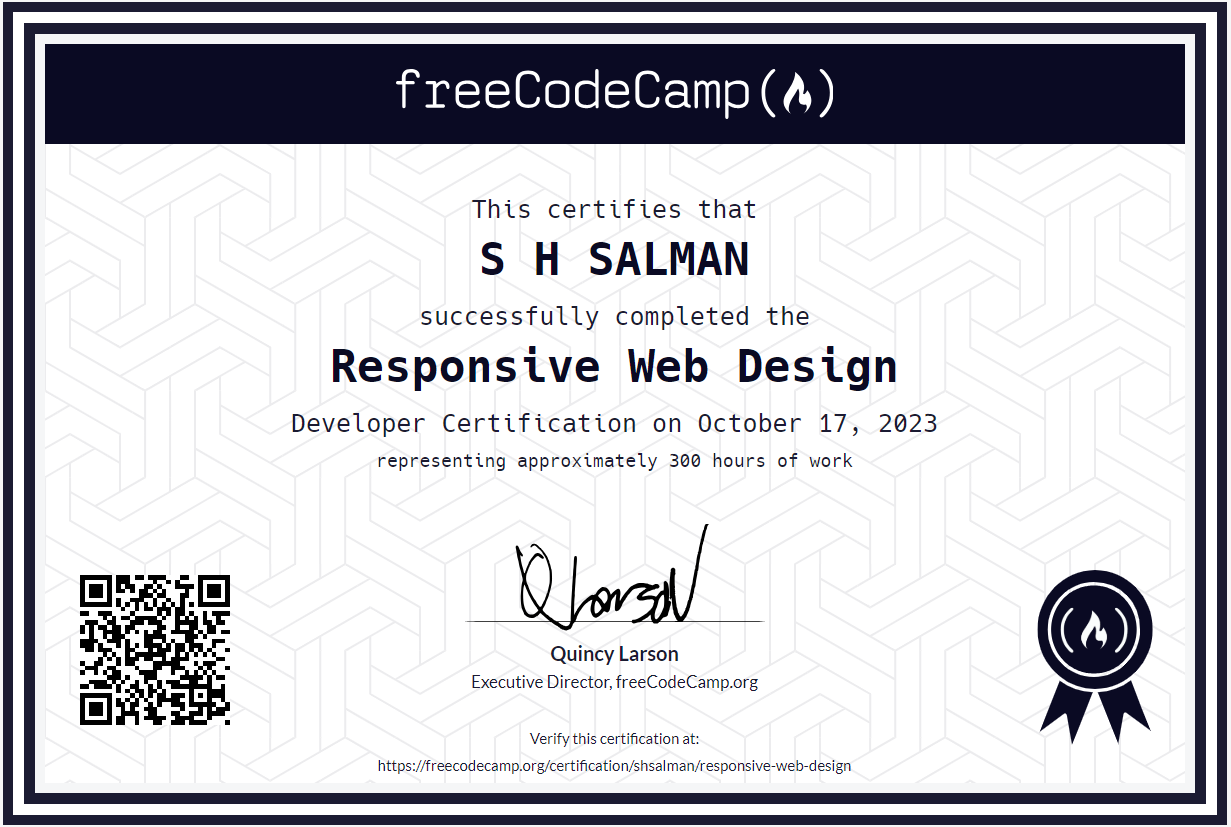 freeCodeCamp
This certifies that
S H SALMAN
successfully completed the
Responsive Web Design
Developer Certification on October 17, 2023
representing approximately 300 hours of work
QLarson
Quincy Larson
Executive Director, freeCodeCamp.org
Verify this certification at:
https://freecodecamp.org/certification/shsalman/responsive-web-design